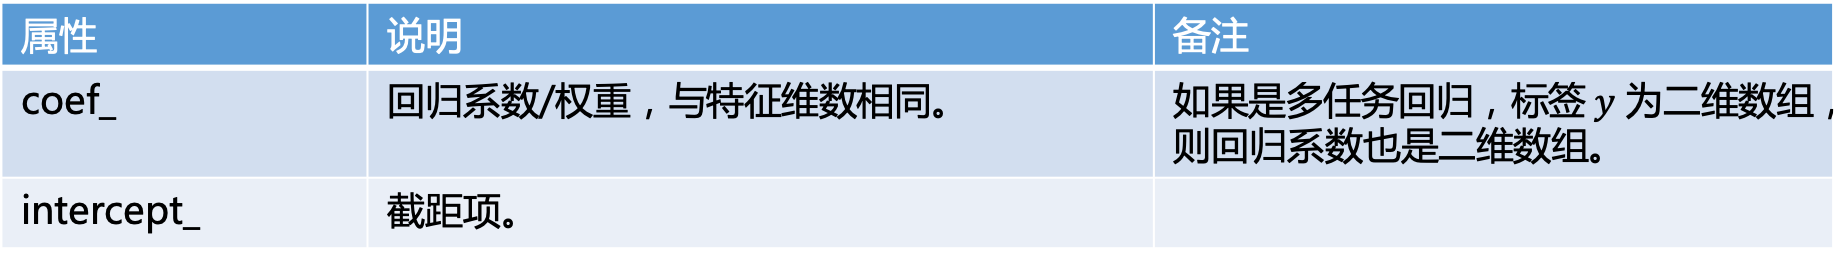 属性 说明 备注
coef_ 回归系数/权重，与特征维数相同。 如果是多任务回归，标签 y 为二维数组，
则回归系数也是二维数组。
intercept_ 截距项。